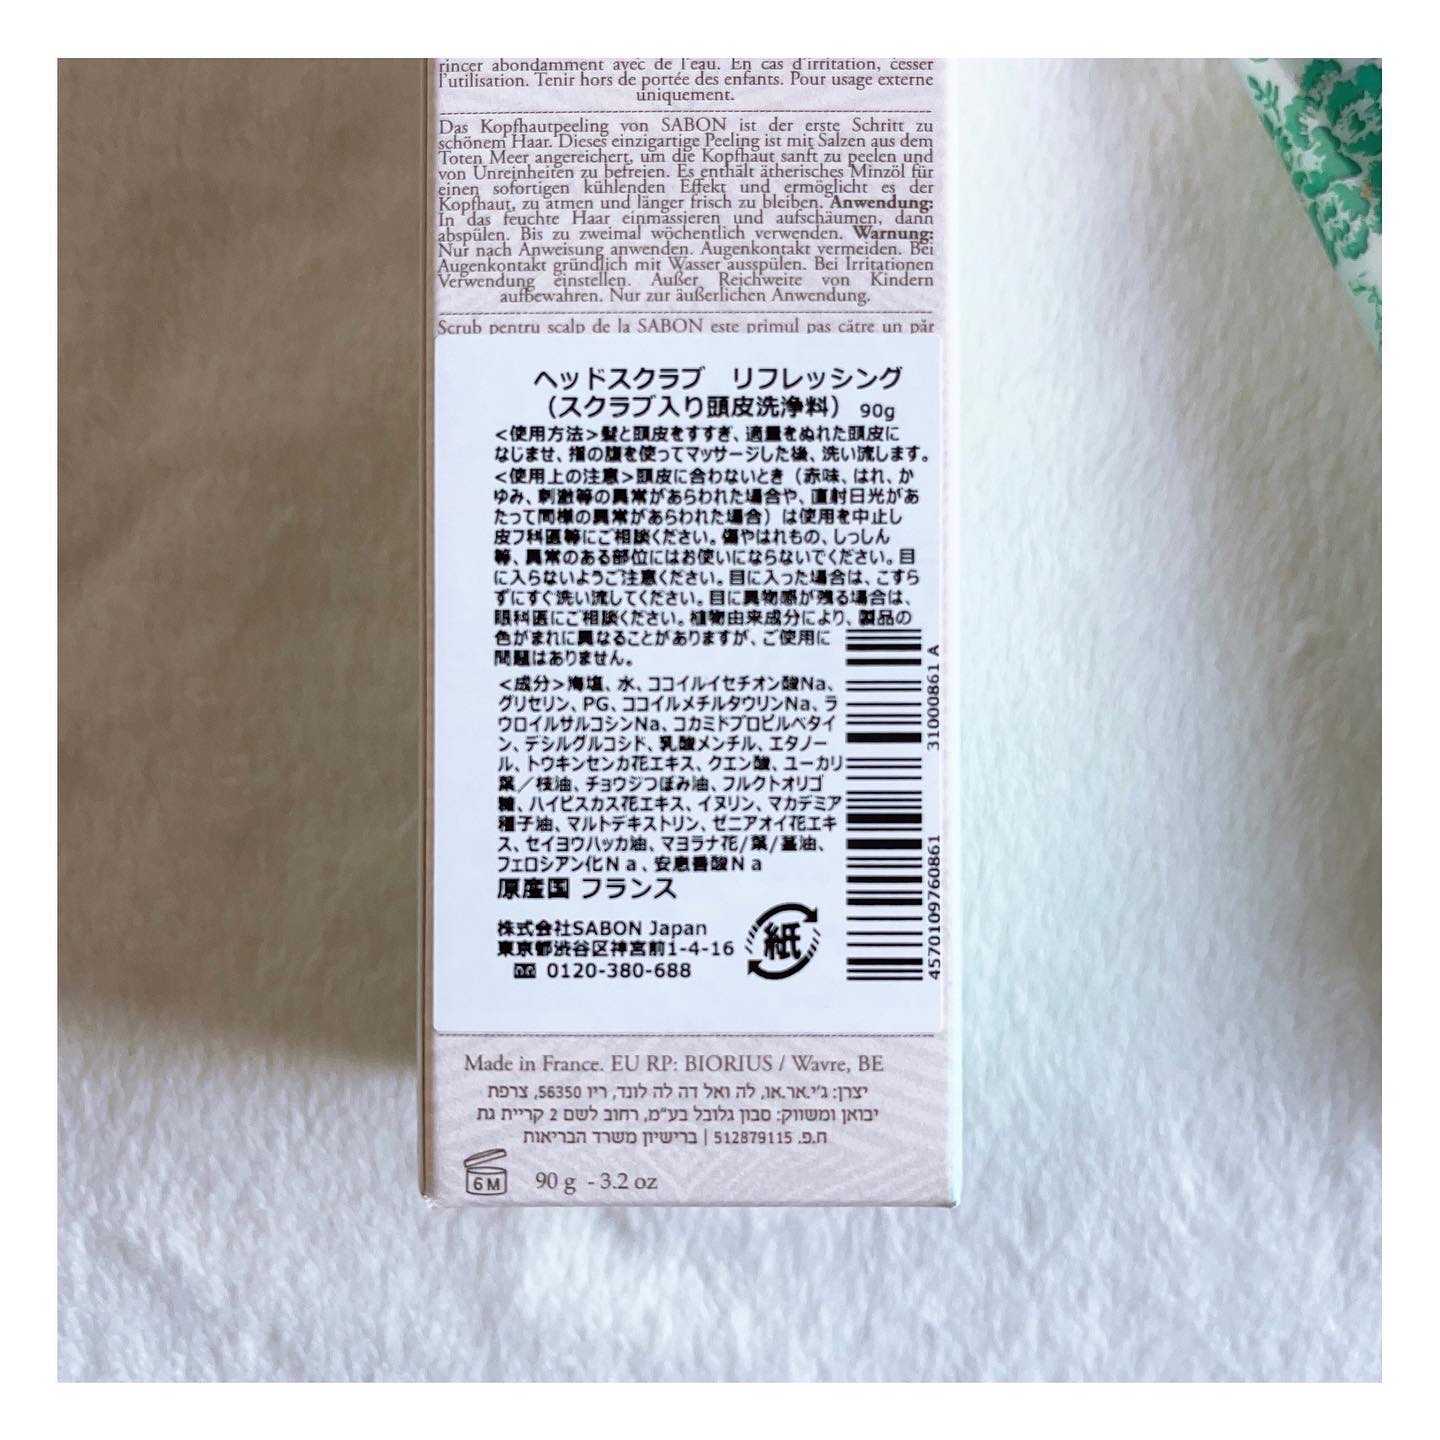 rincer abondamment avec de l'eau. En cas d'irritation, cesser
l'utilisation. Tenir hors de portée des enfants. Pour usage externe
uniquement.
Das Kopfhautpeeling von SABON ist der erste Schritt zu
schönem Haar. Dieses einzigartige Peeling ist mit Salzen aus dem
Toten Meer angereichert, um die Kopfhaut sanft zu peelen und
von Unreinheiten zu befreien. Es enthält ätherisches Minzöl für
einen sofortigen kühlenden Effekt und ermöglicht es der
Kopfhaut, zu atmen und länger frisch zu bleiben. Anwendung:
In das feuchte Haar einmassieren und aufschäumen, dann
abspülen. Bis zu zweimal wöchentlich verwenden. Warnung:
Nur nach Anweisung anwenden. Augenkontakt vermeiden. Bei
Augenkontakt gründlich mit Wasser ausspülen. Bei Irritationen
Verwendung einstellen. Außer Reichweite von Kindern
aufbewahren. Nur zur äußerlichen Anwendung.
Scrub pentru scalp de la SABON este primul pas către un păr
ヘッドスクラブ リフレッシング
（スクラブ入り頭皮洗浄料） 90g
＜使用方法＞髪と頭皮をすすぎ、適量をぬれた頭皮に
なじませ、指の腹を使ってマッサージした後、洗い流します。
＜使用上の注意＞頭皮に合わないとき（赤味、はれ、か
ゆみ、刺激等の異常があらわれた場合や、直射日光があ
たって同様の異常があらわれた場合）は使用を中止し
皮フ科医等にご相談ください。傷やはれもの、しっしん
等、異常のある部位にはお使いにならないでください。目
に入らないようご注意ください。目に入った場合は、こすら
ずにすぐ洗い流してください。目に異物感が残る場合は、
眼科医にご相談ください。植物由来成分により、製品の
色がまれに異なることがありますが、ご使用に
問題はありません。
＜成分＞海塩、水、ココイルイセチオン酸Na、
グリセリン、PG、ココイルメチルタウリンNa、ラ
ウロイルサルコシンNa、コカミドプロピルベタイ
ン、デシルグルコシド、乳酸メンチル、エタノー
ル、トウキンセンカ花エキス、クエン酸、ユーカリ
葉／枝油、チョウジつぼみ油、フルクトオリゴ
糖、ハイビスカス花エキス、イヌリン、マカデミア
種子油、マルトデキストリン、ゼニアオイ花エキ
ス、セイヨウハッカ油、マヨラナ花/葉/茎油、
フェロシアン化Ｎａ、安息香酸Ｎａ
原産国 フランス
株式会社SABON Japan
東京都渋谷区神宮前1-4-16
0120-380-688
紙
31000861 A
4570109760861
Made in France. EU RP: BIORIUS / Wavre, BE
יצרן: ג'י.אר.או, לה ואל דה לה לונד, ריו 56350, צרפת
יבואן ומשווק: סבון גלובל בע"מ, רחוב לשם 2 קריית גת
ח.פ. 512879115 | ברישיון משרד הבריאות
6 M
90 g - 3.2 oz